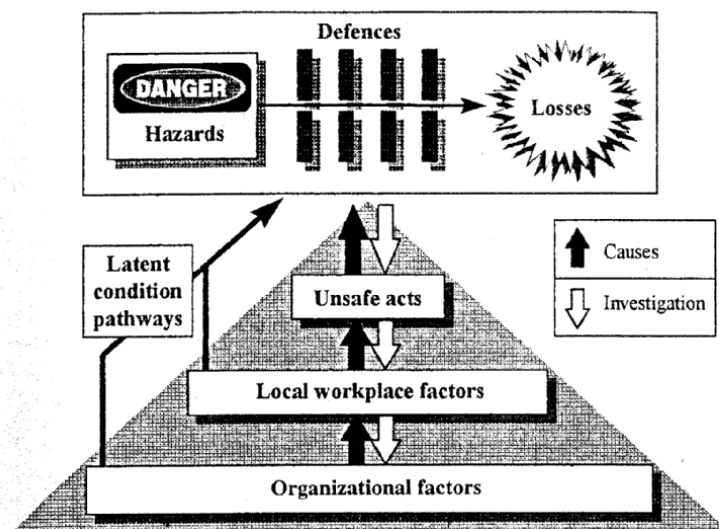 Defences
DANGER
Hazards
Losses
Latent
condition
pathways
Causes
Investigation
Unsafe acts
Local workplace factors
Organizational factors